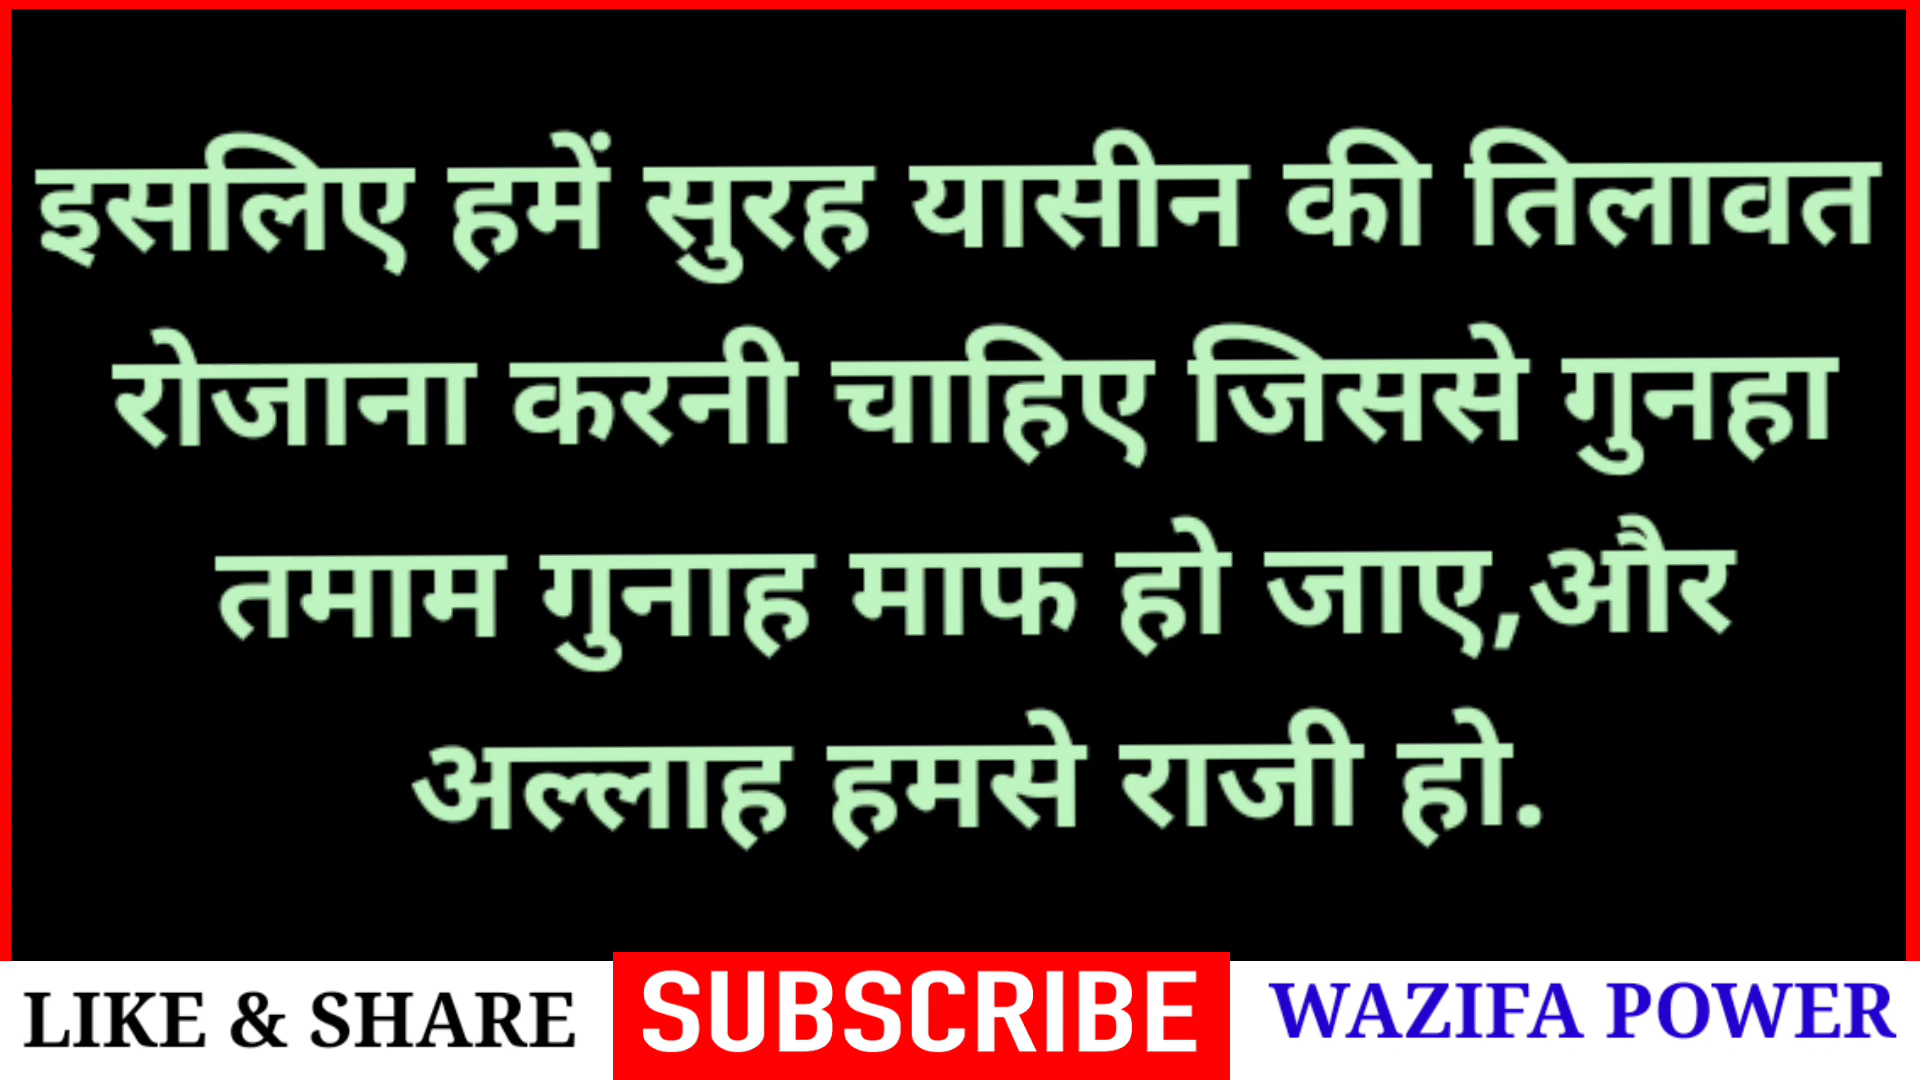 इसलिए हमें सुरह यासीन की तिलावत
रोजाना करनी चाहिए जिससे गुनहा
तमाम गुनाह माफ हो जाए,और
अल्लाह हमसे राजी हो.
LIKE & SHARE SUBSCRIBE WAZIFA POWER